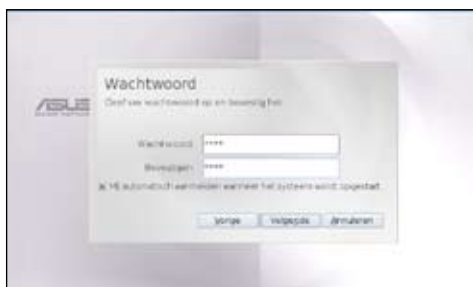 ASUS
Wachtwoord
Geef uw wachtwoord op en bevestig het.
Wachtwoord ****
Bevestigen ****
Mij automatisch aanmelden wanneer het systeem wordt opgestart
Vorige Volgende Annuleren